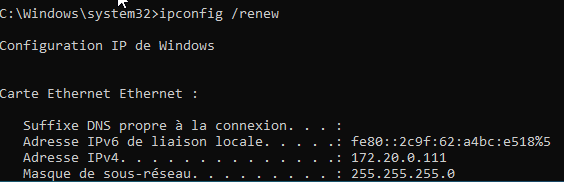 C:\Windows\system32>ipconfig /renew
Configuration IP de Windows
Carte Ethernet Ethernet :
Suffixe DNS propre à la connexion. . . :
Adresse IPv6 de liaison locale. . . . .: fe80::2c9f:62:a4bc:e518%5
Adresse IPv4. . . . . . . . . . . . . .: 172.20.0.111
Masque de sous-réseau. . . . . . . . . : 255.255.255.0